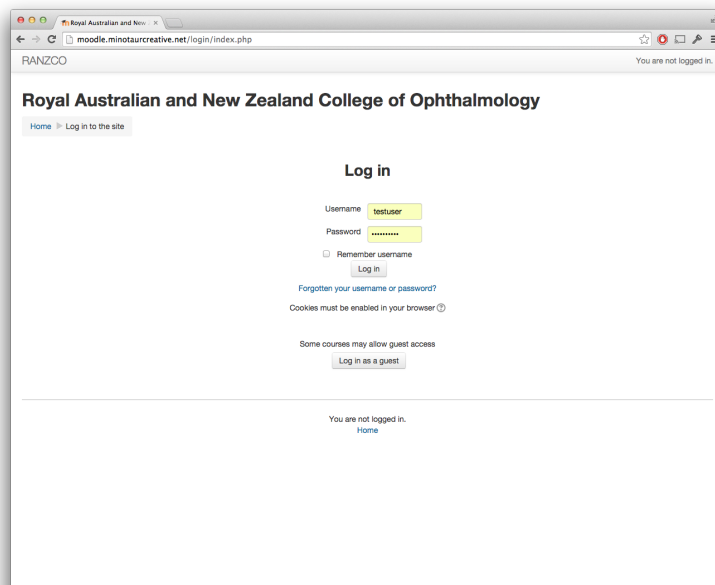 Royal Australian and New
moodle.minotaurcreative.net/login/index.php
RANZCO
You are not logged in.
Royal Australian and New Zealand College of Ophthalmology
Home
Log in to the site
Log in
Username
testuser
Password
••••••••••
Remember username
Log in
Forgotten your username or password?
Cookies must be enabled in your browser
Some courses may allow guest access
Log in as a guest
You are not logged in.
Home